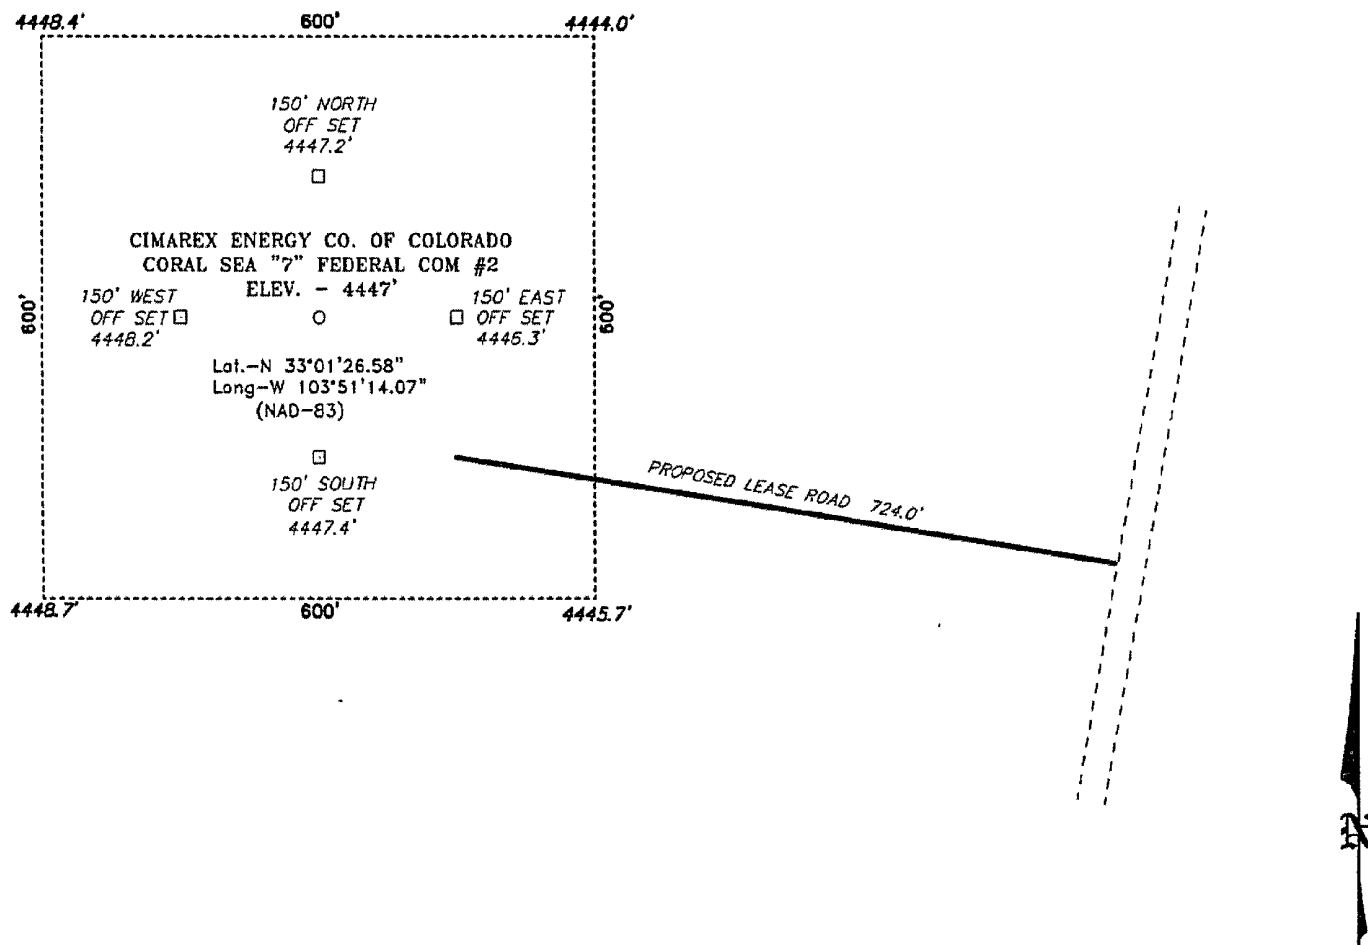 4448.4' 600' 4444.0'
150' NORTH
OFF SET
4447.2'
CIMAREX ENERGY CO. OF COLORADO
CORAL SEA "7" FEDERAL COM #2
ELEV. - 4447'
600'
150' WEST
OFF SET
4448.2'
150' EAST
OFF SET
4446.3'
600'
Lat.-N 33°01'26.58"
Long-W 103°51'14.07"
(NAD-83)
150' SOUTH
OFF SET
4447.4'
PROPOSED LEASE ROAD 724.0'
4448.7' 600' 4445.7'
N